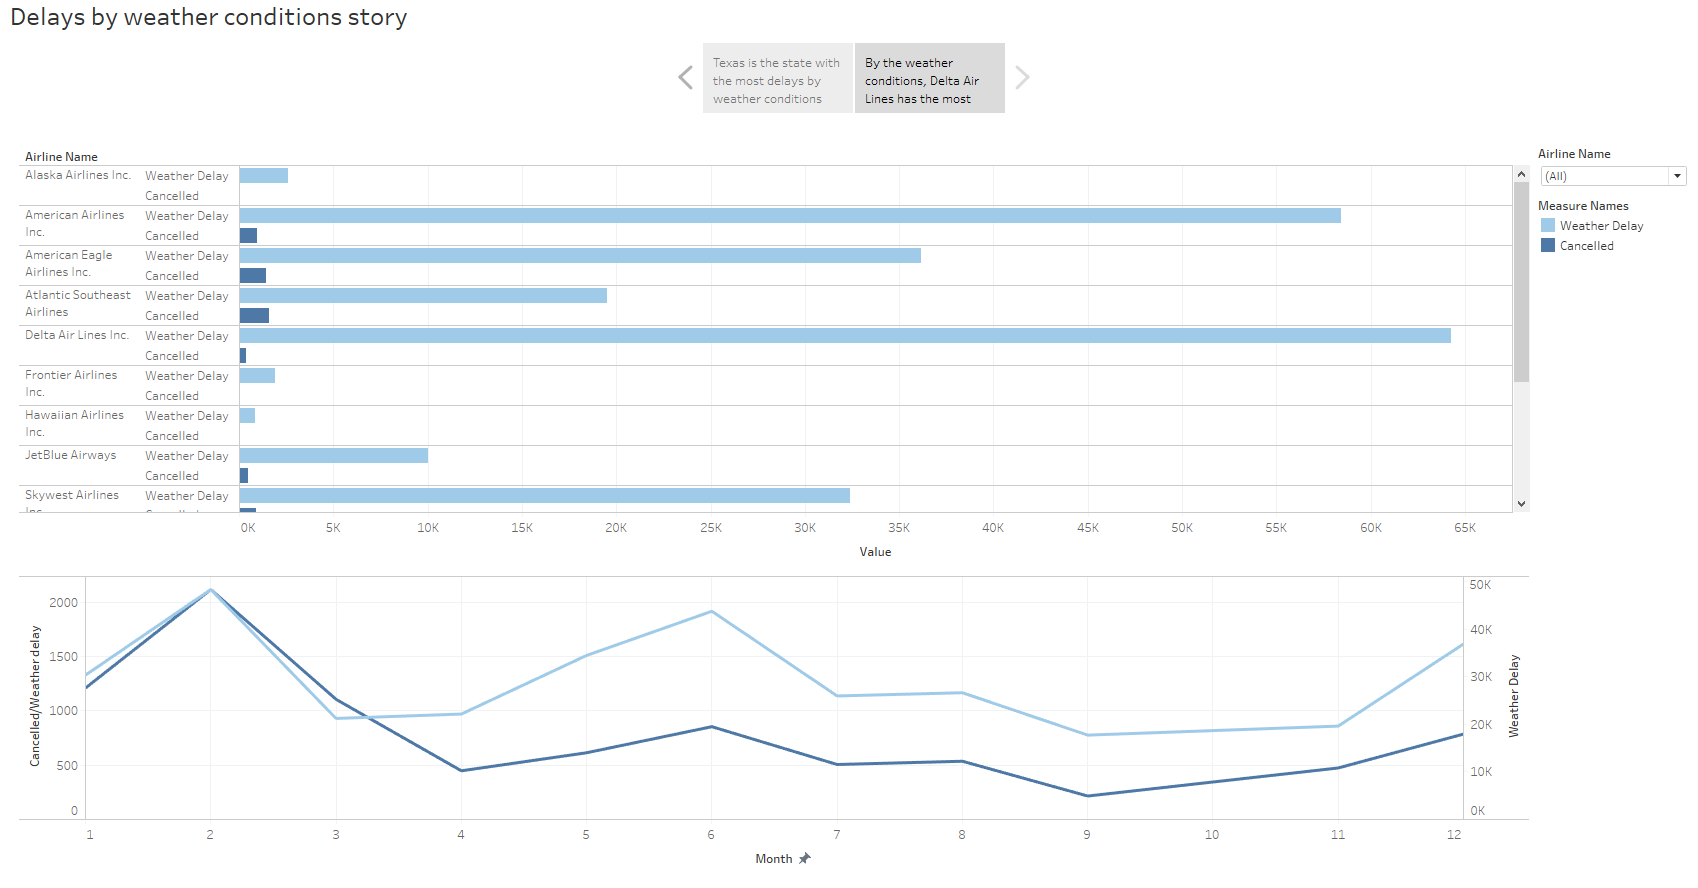 Delays by weather conditions story
Texas is the state with
the most delays by
weather conditions
By the weather
conditions, Delta Air
Lines has the most
Airline Name
Alaska Airlines Inc.
Weather Delay
Cancelled
American Airlines
Inc.
Weather Delay
Cancelled
American Eagle
Airlines Inc.
Weather Delay
Cancelled
Atlantic Southeast
Airlines
Weather Delay
Cancelled
Delta Air Lines Inc.
Weather Delay
Cancelled
Frontier Airlines
Inc.
Weather Delay
Cancelled
Hawaiian Airlines
Inc.
Weather Delay
Cancelled
JetBlue Airways
Weather Delay
Cancelled
Skywest Airlines
Weather Delay
0K 5K 10K 15K 20K 25K 30K 35K 40K 45K 50K 55K 60K 65K
Value
Airline Name
(All)
Measure Names
Weather Delay
Cancelled
Cancelled/Weather delay
2000
1500
1000
500
0
50K
40K
30K
20K
10K
0K
Weather Delay
1 2 3 4 5 6 7 8 9 10 11 12
Month